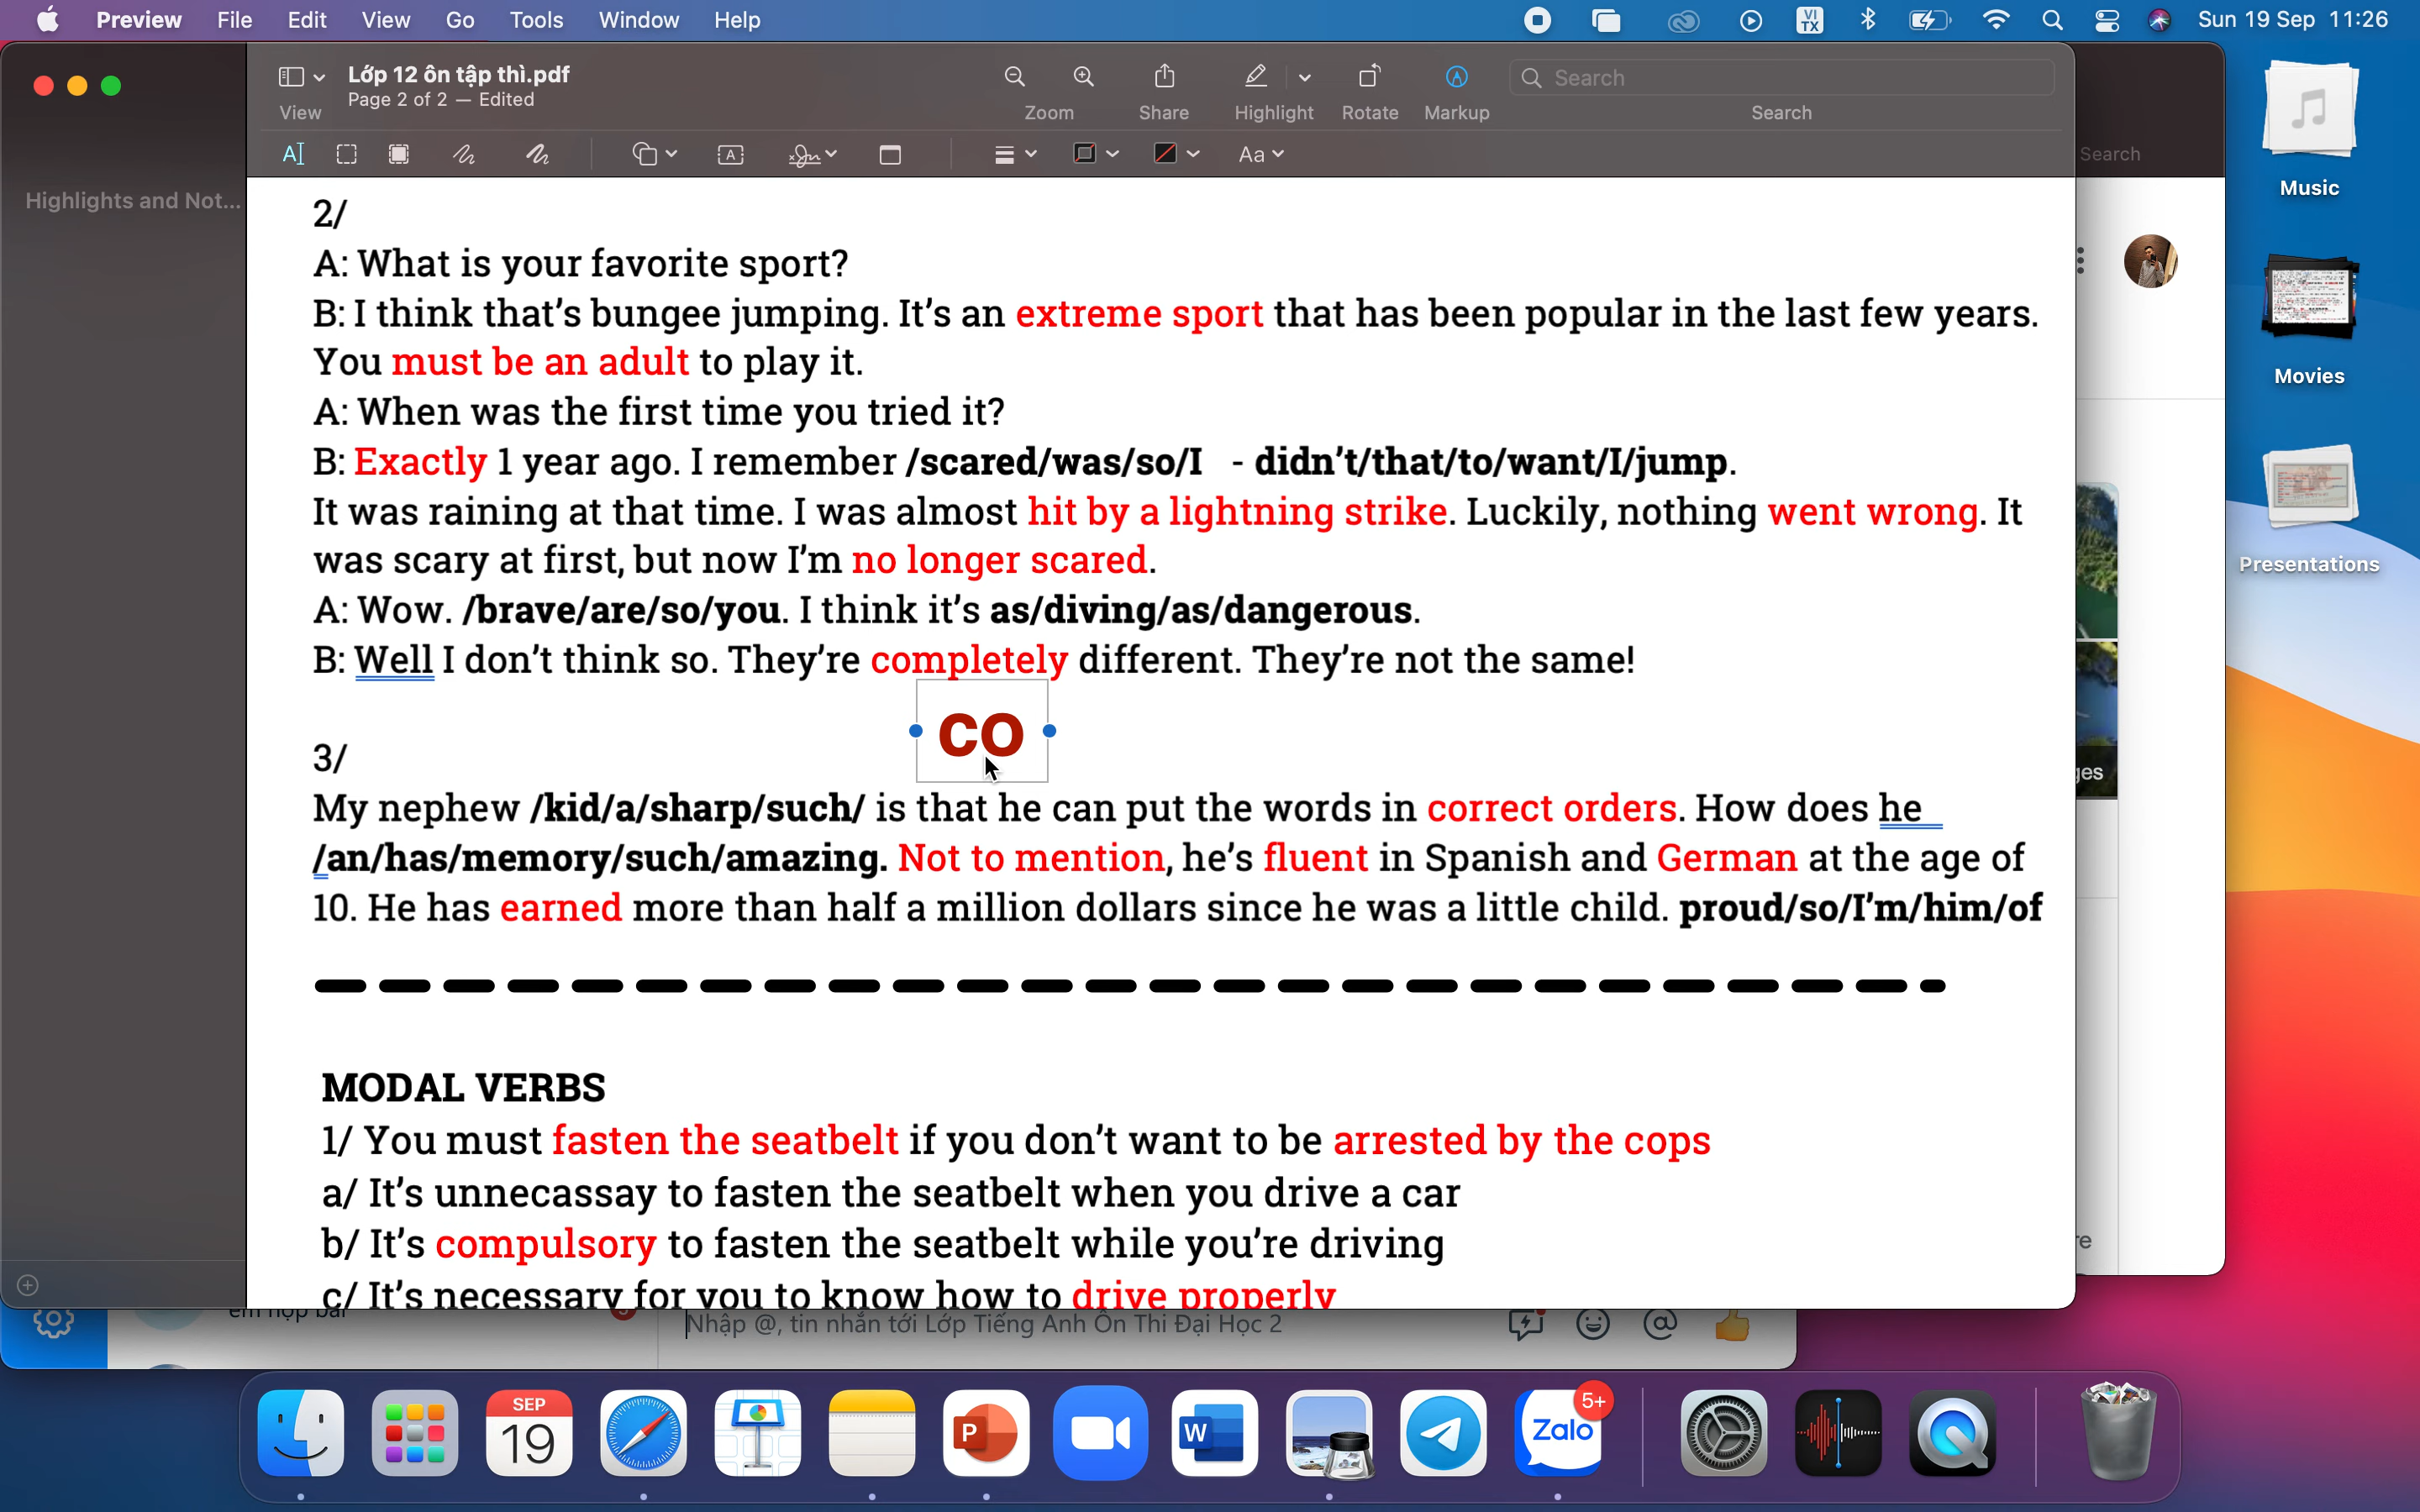 Preview File Edit View Go Tools Window Help VI TX Sun 19 Sep 11:26
Lớp 12 ôn tập thì.pdf
Page 2 of 2 — Edited
View Zoom Share Highlight Rotate Markup Search
Search
Aa
Highlights and Not...
Search
2/
A: What is your favorite sport?
B: I think that’s bungee jumping. It’s an extreme sport that has been popular in the last few years.
You must be an adult to play it.
A: When was the first time you tried it?
B: Exactly 1 year ago. I remember /scared/was/so/I - didn’t/that/to/want/I/jump.
It was raining at that time. I was almost hit by a lightning strike. Luckily, nothing went wrong. It
was scary at first, but now I’m no longer scared.
A: Wow. /brave/are/so/you. I think it’s as/diving/as/dangerous.
B: Well I don’t think so. They’re completely different. They’re not the same!
co
3/
My nephew /kid/a/sharp/such/ is that he can put the words in correct orders. How does he
/an/has/memory/such/amazing. Not to mention, he’s fluent in Spanish and German at the age of
10. He has earned more than half a million dollars since he was a little child. proud/so/I’m/him/of
MODAL VERBS
1/ You must fasten the seatbelt if you don’t want to be arrested by the cops
a/ It’s unnecassay to fasten the seatbelt when you drive a car
b/ It’s compulsory to fasten the seatbelt while you’re driving
c/ It’s necessary for you to know how to drive properly
Nhập @, tin nhắn tới Lớp Tiếng Anh Ôn Thi Đại Học 2
Music
Movies
Presentations
SEP
19
P
W
Zalo
5+